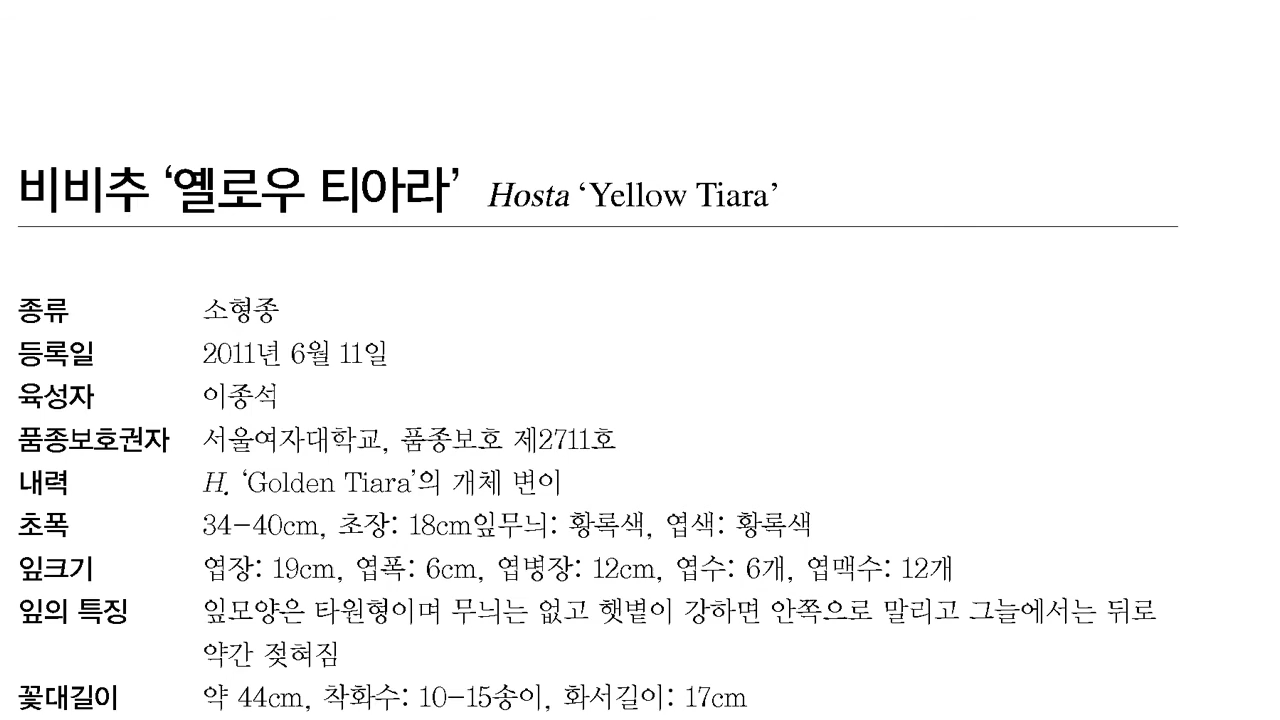 비비추 ‘옐로우 티아라’ Hosta ‘Yellow Tiara’
종류 소형종
등록일 2011년 6월 11일
육성자 이종석
품종보호권자 서울여자대학교, 품종보호 제2711호
내력 H. ‘Golden Tiara’의 개체 변이
초폭 34-40cm, 초장: 18cm잎무늬: 황록색, 엽색: 황록색
잎크기 엽장: 19cm, 엽폭: 6cm, 엽병장: 12cm, 엽수: 6개, 엽맥수: 12개
잎의 특징 잎모양은 타원형이며 무늬는 없고 햇볕이 강하면 안쪽으로 말리고 그늘에서는 뒤로
약간 젖혀짐
꽃대길이 약 44cm, 착화수: 10-15송이, 화서길이: 17cm